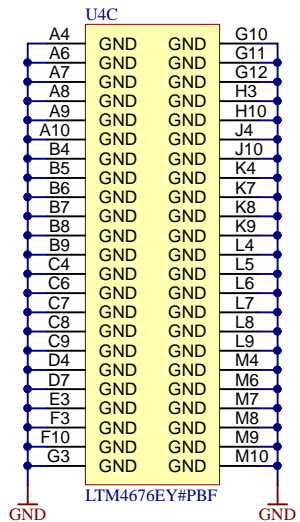 U4C
A4 GND GND G10
A6 GND GND G11
A7 GND GND G12
A8 GND GND H3
A9 GND GND H10
A10 GND GND J4
B4 GND GND J10
B5 GND GND K4
B6 GND GND K7
B7 GND GND K8
B8 GND GND K9
B9 GND GND L4
C4 GND GND L5
C6 GND GND L6
C7 GND GND L7
C8 GND GND L8
C9 GND GND L9
D4 GND GND M4
D7 GND GND M6
E3 GND GND M7
F3 GND GND M8
F10 GND GND M9
G3 GND GND M10
LTM4676EY#PBF
GND GND